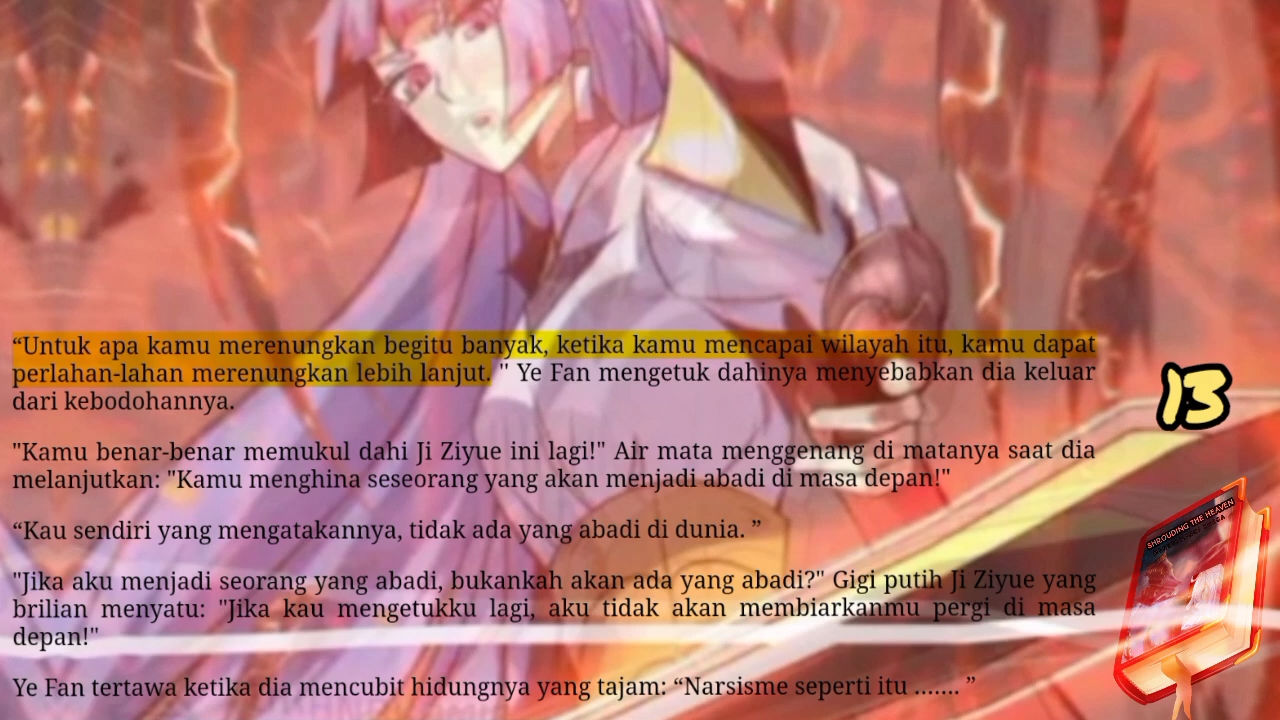 “Untuk apa kamu merenungkan begitu banyak, ketika kamu mencapai wilayah itu, kamu dapat
perlahan-lahan merenungkan lebih lanjut. " Ye Fan mengetuk dahinya menyebabkan dia keluar
dari kebodohannya.
"Kamu benar-benar memukul dahi Ji Ziyue ini lagi!" Air mata menggenang di matanya saat dia
melanjutkan: "Kamu menghina seseorang yang akan menjadi abadi di masa depan!"
“Kau sendiri yang mengatakannya, tidak ada yang abadi di dunia. ”
"Jika aku menjadi seorang yang abadi, bukankah akan ada yang abadi?" Gigi putih Ji Ziyue yang
brilian menyatu: "Jika kau mengetukku lagi, aku tidak akan membiarkanmu pergi di masa
depan!"
Ye Fan tertawa ketika dia mencubit hidungnya yang tajam: “Narsisme seperti itu ....... ”
13
SHROUDING THE HEAVEN